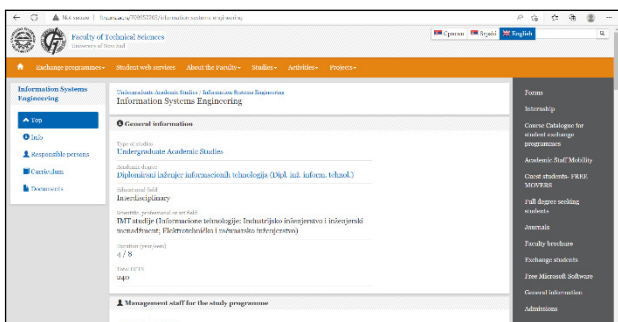 Not secure
information systems engineering
Faculty of
Technical Sciences
University of
Novi Sad
Српски
Srpski
English
Exchange programmes
Student web services
About the Faculty
Studies
Activities
Projects
Information Systems
Engineering
Top
Info
Responsible persons
Curriculum
Documents
Undergraduate Academic Studies / Information Systems Engineering
Information Systems Engineering
General information
Type of studies
Undergraduate Academic Studies
Academic degree
Diplomirani inženjer informacionih tehnologija (Dipl. inž. inform. tehnol.)
Educational field
Interdisciplinary
Scientific, professional or art field
IMT studije (Informacione tehnologije: Industrijsko inženjerstvo i inženjerski
menadžment; Elektrotehničko i računarsko inženjerstvo)
Duration (year/sem)
4 / 8
Total ECTS
240
Management staff for the study programme
Forms
Internship
Course Catalogue for
student exchange
programmes
Academic Staff Mobility
Guest students- FREE
MOVERS
Full degree seeking
students
Journals
Faculty brochure
Exchange students
Free Microsoft Software
General information
Admissions